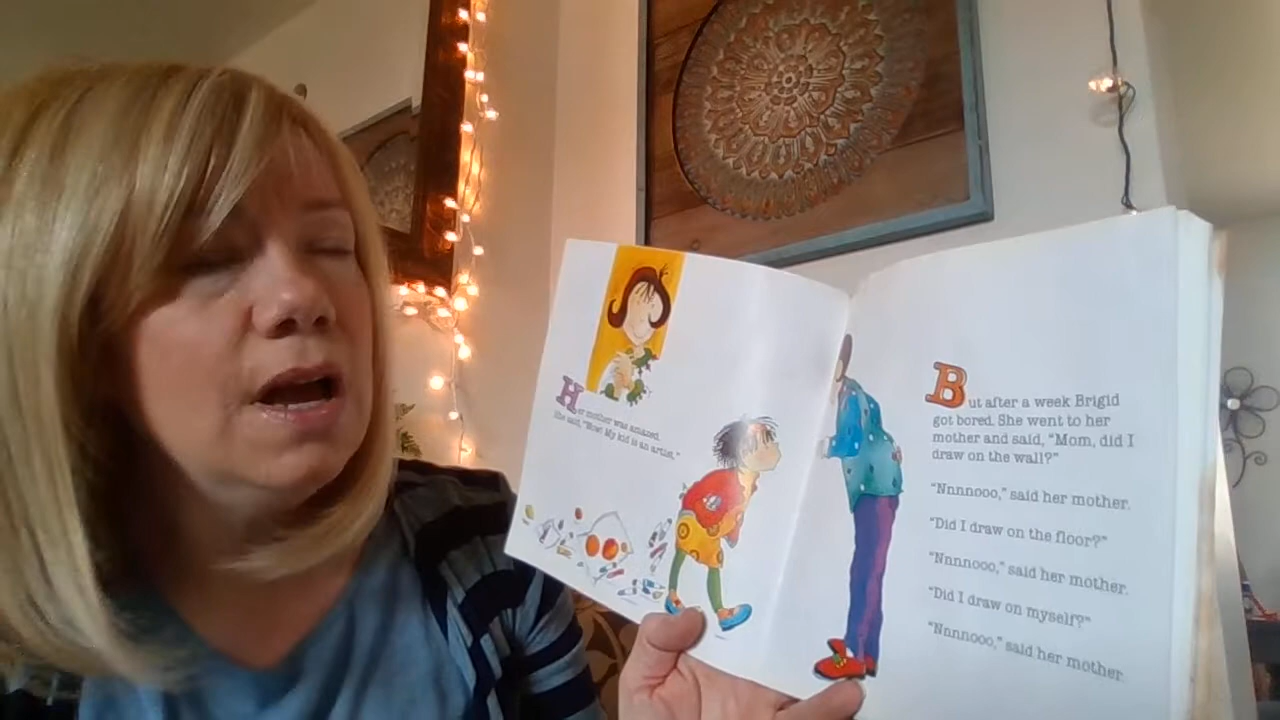 Her mother was amazed.
She said, "Wow! My kid is an artist."
But after a week Brigid
got bored. She went to her
mother and said, "Mom, did I
draw on the wall?"
"Nnnnooo," said her mother.
"Did I draw on the floor?"
"Nnnnooo," said her mother.
"Did I draw on myself?"
"Nnnnooo," said her mother.